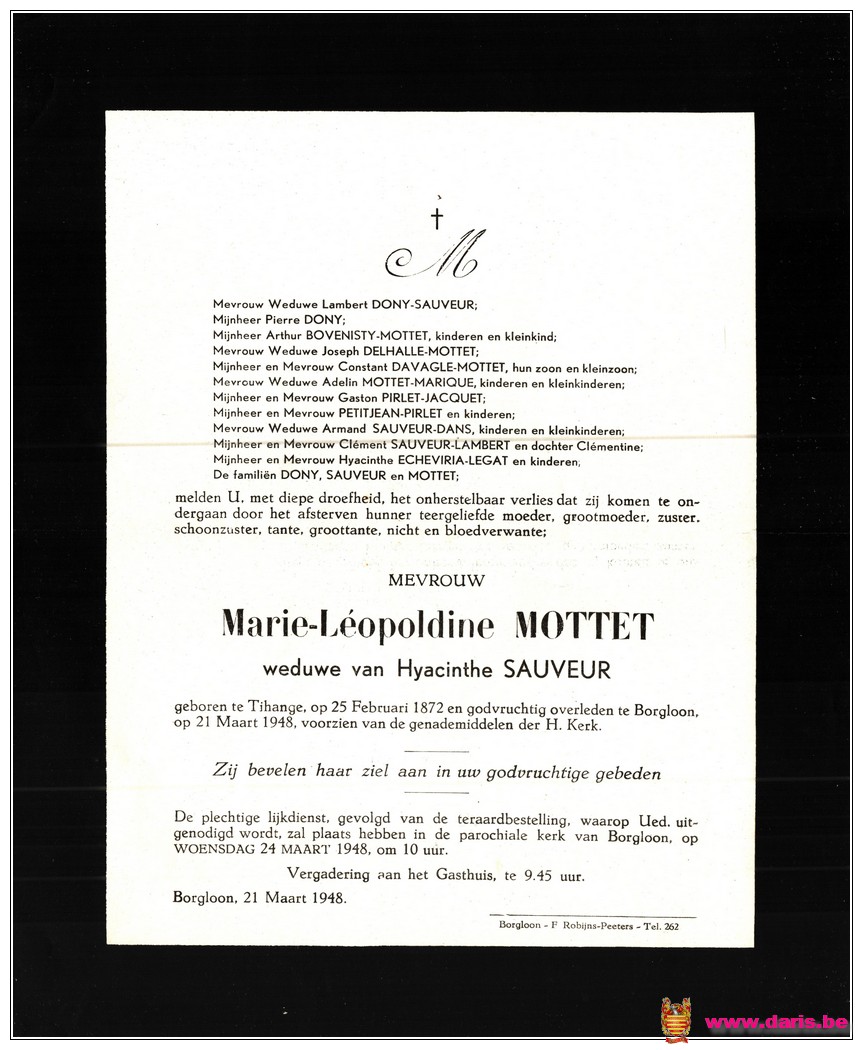 M
Mevrouw Weduwe Lambert DONY-SAUVEUR;
Mijnheer Pierre DONY;
Mijnheer Arthur BOVENISTY-MOTTET, kinderen en kleinkind;
Mevrouw Weduwe Joseph DELHALLE-MOTTET;
Mijnheer en Mevrouw Constant DAVAGLE-MOTTET, hun zoon en kleinzoon;
Mevrouw Weduwe Adelin MOTTET-MARIQUE, kinderen en kleinkinderen;
Mijnheer en Mevrouw Gaston PIRLET-JACQUET;
Mijnheer en Mevrouw PETITJEAN-PIRLET en kinderen;
Mevrouw Weduwe Armand SAUVEUR-DANS, kinderen en kleinkinderen;
Mijnheer en Mevrouw Clément SAUVEUR-LAMBERT en dochter Clémentine;
Mijnheer en Mevrouw Hyacinthe ECHEVIRIA-LEGAT en kinderen;
De familiën DONY, SAUVEUR en MOTTET;
melden U, met diepe droefheid, het onherstelbaar verlies dat zij komen te on-
dergaan door het afsterven hunner teergeliefde moeder, grootmoeder, zuster.
schoonzuster, tante, groottante, nicht en bloedverwante;
MEVROUW
Marie-Léopoldine MOTTET
weduwe van Hyacinthe SAUVEUR
geboren te Tihange, op 25 Februari 1872 en godvruchtig overleden te Borgloon,
op 21 Maart 1948, voorzien van de genademiddelen der H. Kerk.
Zij bevelen haar ziel aan in uw godvruchtige gebeden
De plechtige lijkdienst, gevolgd van de teraardbestelling, waarop Ued. uit-
genodigd wordt, zal plaats hebben in de parochiale kerk van Borgloon, op
WOENSDAG 24 MAART 1948, om 10 uur.
Vergadering aan het Gasthuis, te 9.45 uur.
Borgloon, 21 Maart 1948.
Borgloon - F Robijns-Peeters - Tel. 262
www.daris.be